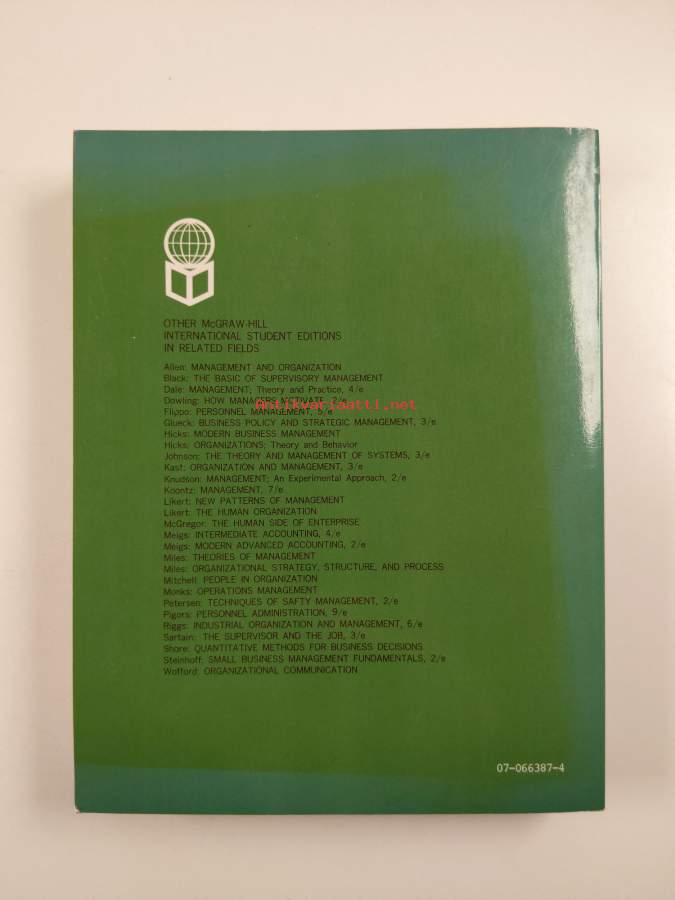 OTHER McGRAW-HILL
INTERNATIONAL STUDENT EDITIONS
IN RELATED FIELDS
Allen: MANAGEMENT AND ORGANIZATION
Black: THE BASIC OF SUPERVISORY MANAGEMENT
Dale: MANAGEMENT; Theory and Practice, 4/e
Dowling: HOW MANAGERS MOTIVATE, 2/e
Antikvariaatti.net
Flippo: PERSONNEL MANAGEMENT, 5/e
Glueck: BUSINESS POLICY AND STRATEGIC MANAGEMENT, 3/e
Hicks: MODERN BUSINESS MANAGEMENT
Hicks: ORGANIZATIONS; Theory and Behavior
Johnson: THE THEORY AND MANAGEMENT OF SYSTEMS, 3/e
Kast: ORGANIZATION AND MANAGEMENT, 3/e
Knudson: MANAGEMENT; An Experimental Approach, 2/e
Koontz: MANAGEMENT, 7/e
Likert: NEW PATTERNS OF MANAGEMENT
Likert: THE HUMAN ORGANIZATION
McGregor: THE HUMAN SIDE OF ENTERPRISE
Meigs: INTERMEDIATE ACCOUNTING, 4/e
Meigs: MODERN ADVANCED ACCOUNTING, 2/e
Miles: THEORIES OF MANAGEMENT
Miles: ORGANIZATIONAL STRATEGY, STRUCTURE, AND PROCESS
Mitchell: PEOPLE IN ORGANIZATION
Monks: OPERATIONS MANAGEMENT
Petersen: TECHNIQUES OF SAFTY MANAGEMENT, 2/e
Pigors: PERSONNEL ADMINISTRATION, 9/e
Riggs: INDUSTRIAL ORGANIZATION AND MANAGEMENT, 6/e
Sartain: THE SUPERVISOR AND THE JOB, 3/e
Shore: QUANTITATIVE METHODS FOR BUSINESS DECISIONS
Steinhoff: SMALL BUSINESS MANAGEMENT FUNDAMENTALS, 2/e
Wofford: ORGANIZATIONAL COMMUNICATION
07-066387-4